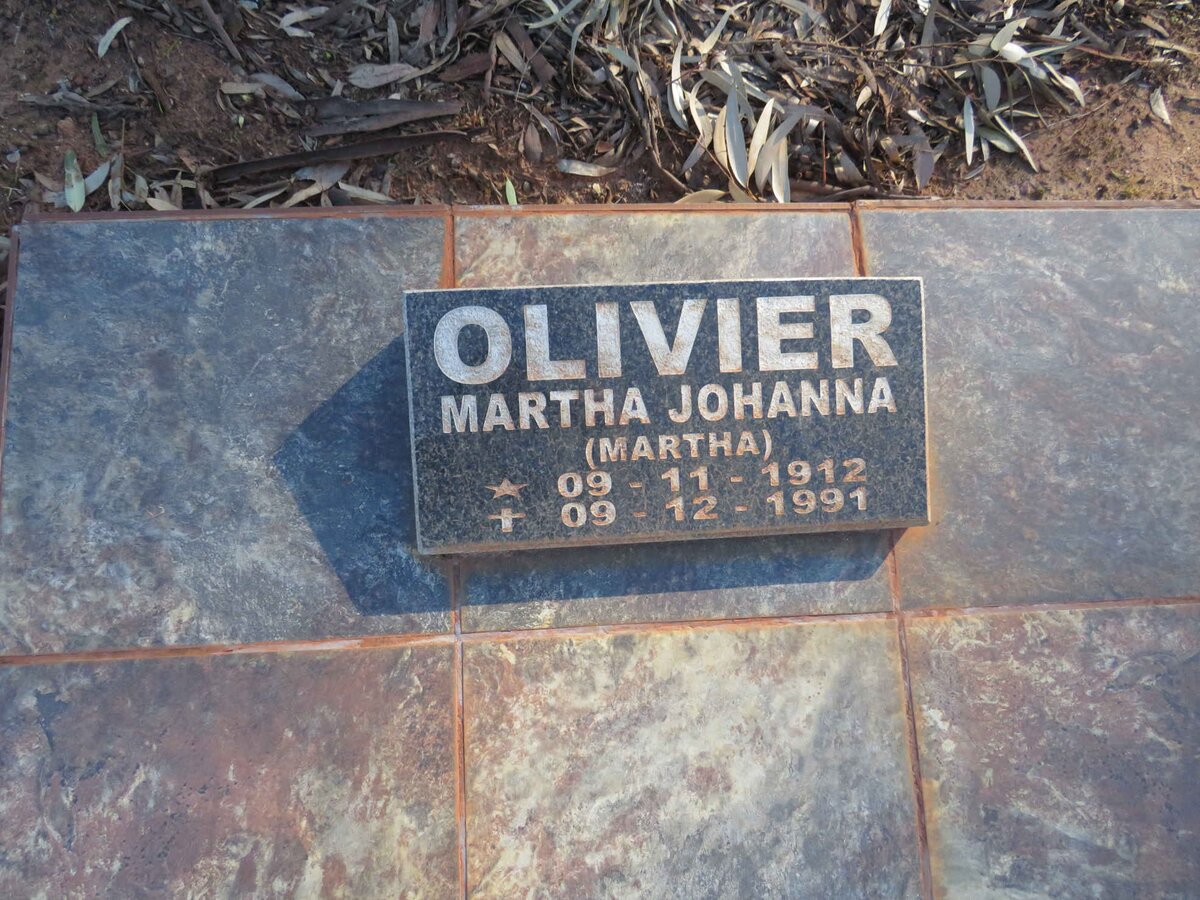 OLIVIER
MARTHA JOHANNA
(MARTHA)
★ 09 - 11 - 1912
✝ 09 - 12 - 1991